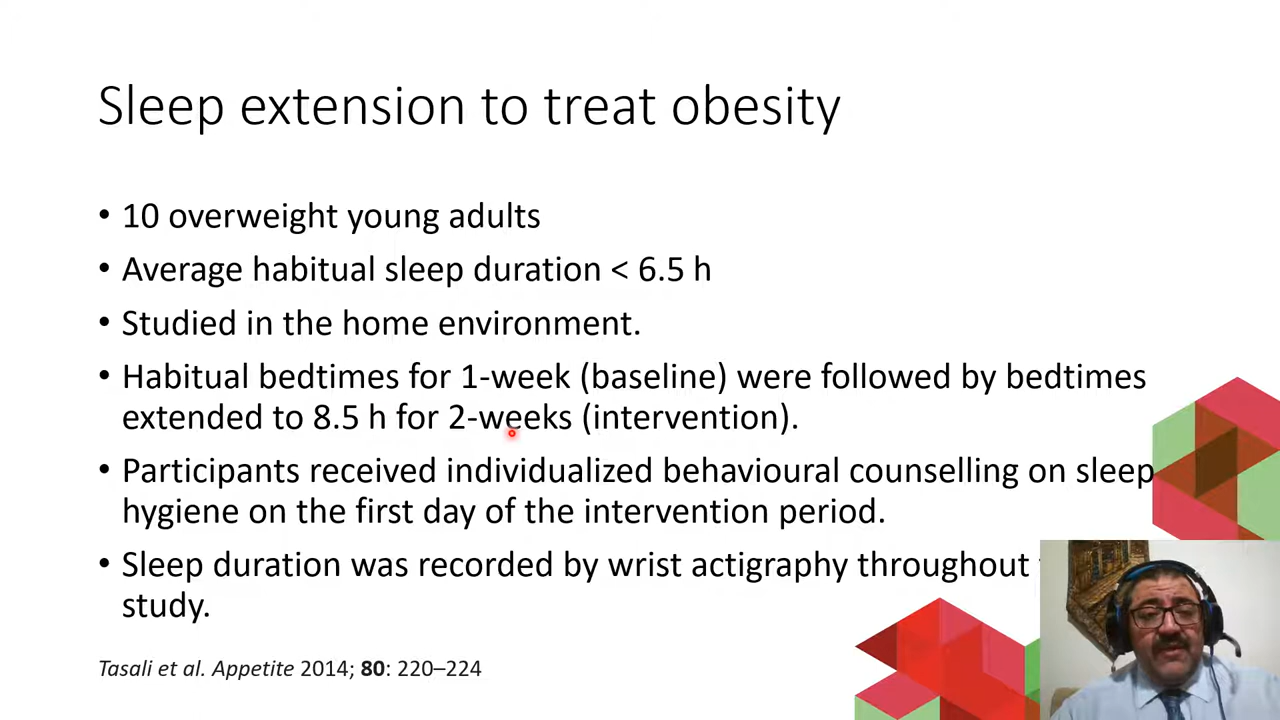 Sleep extension to treat obesity
• 10 overweight young adults
• Average habitual sleep duration < 6.5 h
• Studied in the home environment.
• Habitual bedtimes for 1-week (baseline) were followed by bedtimes
extended to 8.5 h for 2-weeks (intervention).
• Participants received individualized behavioural counselling on sleep
hygiene on the first day of the intervention period.
• Sleep duration was recorded by wrist actigraphy throughout
study.
Tasali et al. Appetite 2014; 80: 220–224